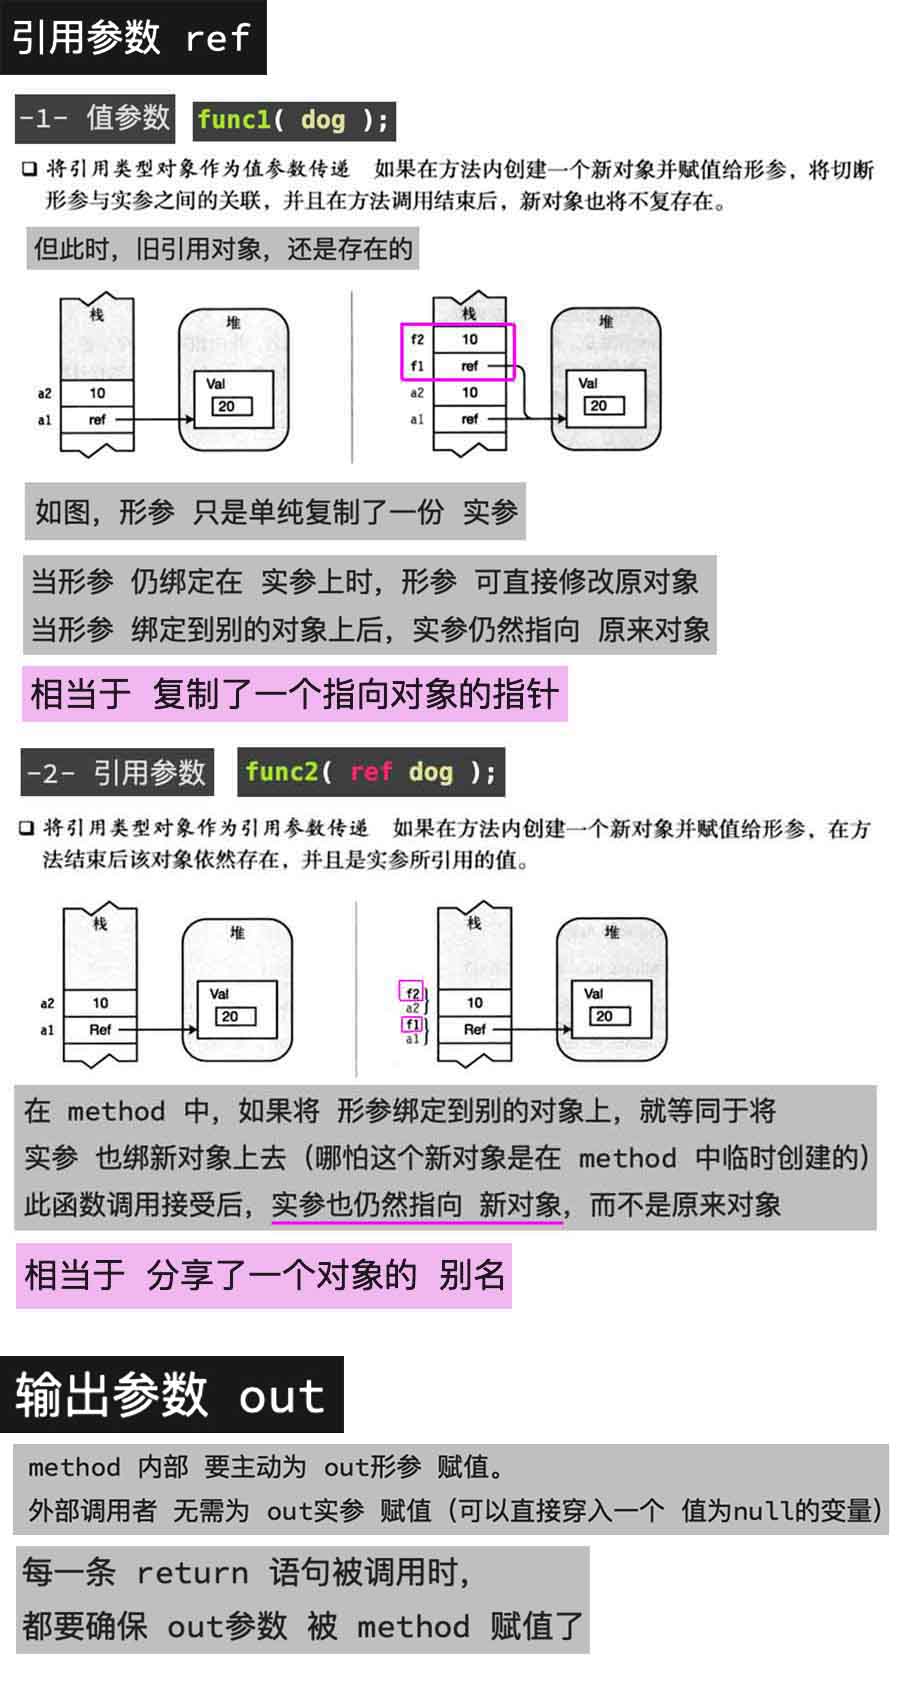 引用参数 ref
-1- 值参数 func1( dog );
❑ 将引用类型对象作为值参数传递 如果在方法内创建一个新对象并赋值给形参，将切断
形参与实参之间的关联，并且在方法调用结束后，新对象也将不复存在。
但此时，旧引用对象，还是存在的
栈
堆
Val
20
a2 10
a1 ref
栈
堆
f2 10
f1 ref
a2 10
a1 ref
Val
20
如图，形参 只是单纯复制了一份 实参
当形参 仍绑定在 实参上时，形参 可直接修改原对象
当形参 绑定到别的对象上后，实参仍然指向 原来对象
相当于 复制了一个指向对象的指针
-2- 引用参数 func2( ref dog );
❑ 将引用类型对象作为引用参数传递 如果在方法内创建一个新对象并赋值给形参，在方
法结束后该对象依然存在，并且是实参所引用的值。
栈
堆
Val
20
a2 10
a1 Ref
栈
堆
f2
a2
10
f1
a1
Ref
Val
20
在 method 中，如果将 形参绑定到别的对象上，就等同于将
实参 也绑新对象上去（哪怕这个新对象是在 method 中临时创建的）
此函数调用接受后，实参也仍然指向 新对象，而不是原来对象
相当于 分享了一个对象的 别名
输出参数 out
method 内部 要主动为 out形参 赋值。
外部调用者 无需为 out实参 赋值（可以直接穿入一个 值为null的变量）
每一条 return 语句被调用时，
都要确保 out参数 被 method 赋值了